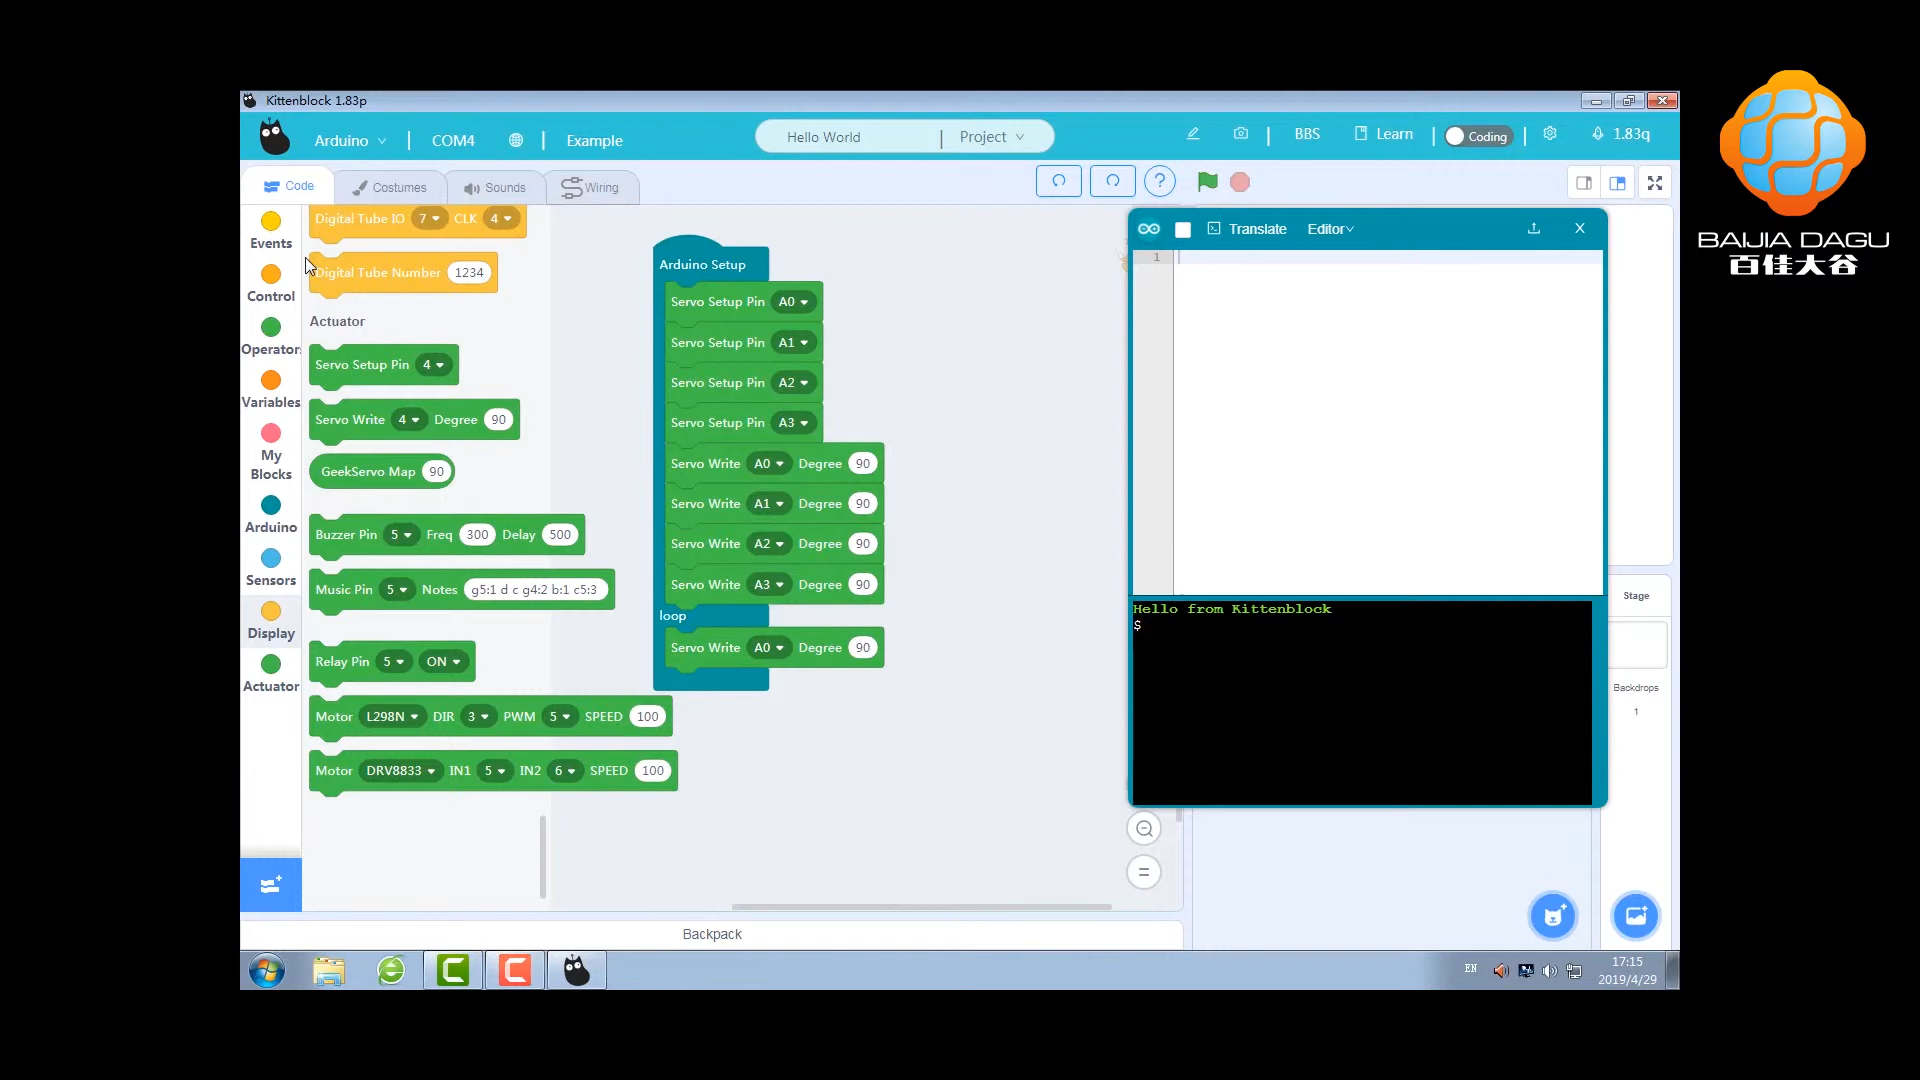 Kittenblock 1.83p
Arduino COM4 Example
Hello World Project
BBS Learn Coding 1.83q
Code Costumes Sounds Wiring
Events
Control
Operator
Variables
My
Blocks
Arduino
Sensors
Display
Actuator
Digital Tube IO 7 CLK 4
Digital Tube Number 1234
Actuator
Servo Setup Pin 4
Servo Write 4 Degree 90
GeekServo Map 90
Buzzer Pin 5 Freq 300 Delay 500
Music Pin 5 Notes g5:1 d c g4:2 b:1 c5:3
Relay Pin 5 ON
Motor L298N DIR 3 PWM 5 SPEED 100
Motor DRV8833 IN1 5 IN2 6 SPEED 100
Arduino Setup
Servo Setup Pin A0
Servo Setup Pin A1
Servo Setup Pin A2
Servo Setup Pin A3
Servo Write A0 Degree 90
Servo Write A1 Degree 90
Servo Write A2 Degree 90
Servo Write A3 Degree 90
loop
Servo Write A0 Degree 90
Translate Editor
1
Hello from Kittenblock
$
Stage
Backdrops
1
Backpack
EN
17:15
2019/4/29
BAIJIA DAGU
百佳大谷